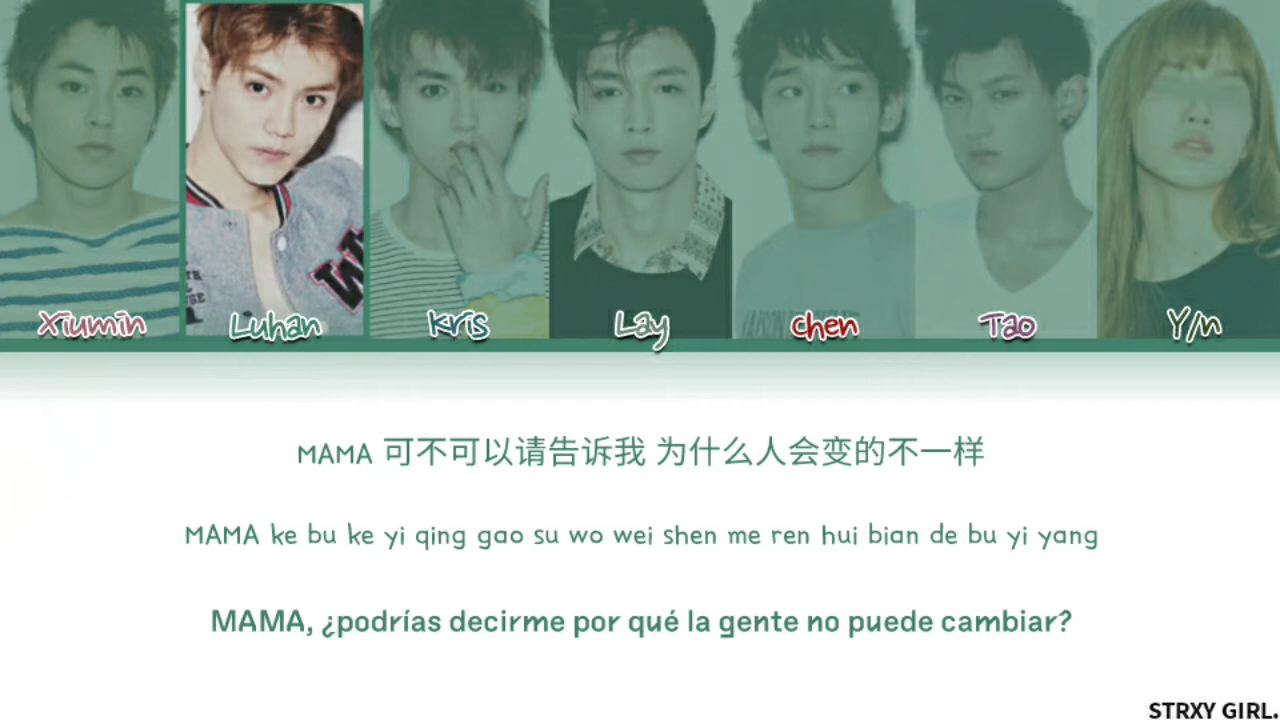 Xiumin Luhan Kris Lay chen Tao Y/n
MAMA 可不可以请告诉我 为什么人会变的不一样
MAMA ke bu ke yi qing gao su wo wei shen me ren hui bian de bu yi yang
MAMA, ¿podrías decirme por qué la gente no puede cambiar?
STRXY GIRL.